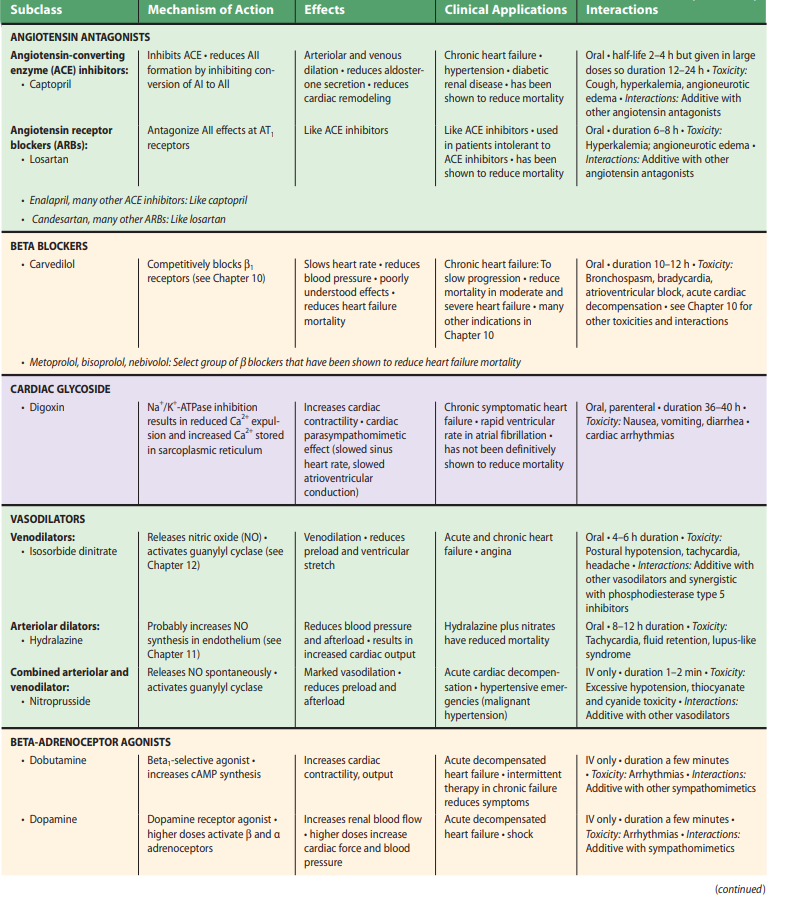 Subclass Mechanism of Action Effects Clinical Applications Interactions
ANGIOTENSIN ANTAGONISTS
Angiotensin-converting
enzyme (ACE) inhibitors:
• Captopril
Inhibits ACE • reduces AII
formation by inhibiting con-
version of AI to AII
Arteriolar and venous
dilation • reduces aldoster-
one secretion • reduces
cardiac remodeling
Chronic heart failure •
hypertension • diabetic
renal disease • has been
shown to reduce mortality
Oral • half-life 2–4 h but given in large
doses so duration 12–24 h • Toxicity:
Cough, hyperkalemia, angioneurotic
edema • Interactions: Additive with
other angiotensin antagonists
Angiotensin receptor
blockers (ARBs):
• Losartan
Antagonize AII effects at AT1
receptors
Like ACE inhibitors
Like ACE inhibitors • used
in patients intolerant to
ACE inhibitors • has been
shown to reduce mortality
Oral • duration 6–8 h • Toxicity:
Hyperkalemia; angioneurotic edema •
Interactions: Additive with other
angiotensin antagonists
• Enalapril, many other ACE inhibitors: Like captopril
• Candesartan, many other ARBs: Like losartan
BETA BLOCKERS
• Carvedilol
Competitively blocks β1
receptors (see Chapter 10)
Slows heart rate • reduces
blood pressure • poorly
understood effects •
reduces heart failure
mortality
Chronic heart failure: To
slow progression • reduce
mortality in moderate and
severe heart failure • many
other indications in
Chapter 10
Oral • duration 10–12 h • Toxicity:
Bronchospasm, bradycardia,
atrioventricular block, acute cardiac
decompensation • see Chapter 10 for
other toxicities and interactions
• Metoprolol, bisoprolol, nebivolol: Select group of β blockers that have been shown to reduce heart failure mortality
CARDIAC GLYCOSIDE
• Digoxin
Na+/K+-ATPase inhibition
results in reduced Ca2+ expul-
sion and increased Ca2+ stored
in sarcoplasmic reticulum
Increases cardiac
contractility • cardiac
parasympathomimetic
effect (slowed sinus
heart rate, slowed
atrioventricular
conduction)
Chronic symptomatic heart
failure • rapid ventricular
rate in atrial fibrillation •
has not been definitively
shown to reduce mortality
Oral, parenteral • duration 36–40 h •
Toxicity: Nausea, vomiting, diarrhea •
cardiac arrhythmias
VASODILATORS
Venodilators:
• Isosorbide dinitrate
Releases nitric oxide (NO) •
activates guanylyl cyclase (see
Chapter 12)
Venodilation • reduces
preload and ventricular
stretch
Acute and chronic heart
failure • angina
Oral • 4–6 h duration • Toxicity:
Postural hypotension, tachycardia,
headache • Interactions: Additive with
other vasodilators and synergistic
with phosphodiesterase type 5
inhibitors
Arteriolar dilators:
• Hydralazine
Probably increases NO
synthesis in endothelium (see
Chapter 11)
Reduces blood pressure
and afterload • results in
increased cardiac output
Hydralazine plus nitrates
have reduced mortality
Oral • 8–12 h duration • Toxicity:
Tachycardia, fluid retention, lupus-like
syndrome
Combined arteriolar and
venodilator:
• Nitroprusside
Releases NO spontaneously •
activates guanylyl cyclase
Marked vasodilation •
reduces preload and
afterload
Acute cardiac decompen-
sation • hypertensive emer-
gencies (malignant
hypertension)
IV only • duration 1–2 min • Toxicity:
Excessive hypotension, thiocyanate
and cyanide toxicity • Interactions:
Additive with other vasodilators
BETA-ADRENOCEPTOR AGONISTS
• Dobutamine
Beta1-selective agonist •
increases cAMP synthesis
Increases cardiac
contractility, output
Acute decompensated
heart failure • intermittent
therapy in chronic failure
reduces symptoms
IV only • duration a few minutes
• Toxicity: Arrhythmias • Interactions:
Additive with other sympathomimetics
• Dopamine
Dopamine receptor agonist •
higher doses activate β and α
adrenoceptors
Increases renal blood flow
• higher doses increase
cardiac force and blood
pressure
Acute decompensated
heart failure • shock
IV only • duration a few minutes •
Toxicity: Arrhythmias • Interactions:
Additive with sympathomimetics
(continued)